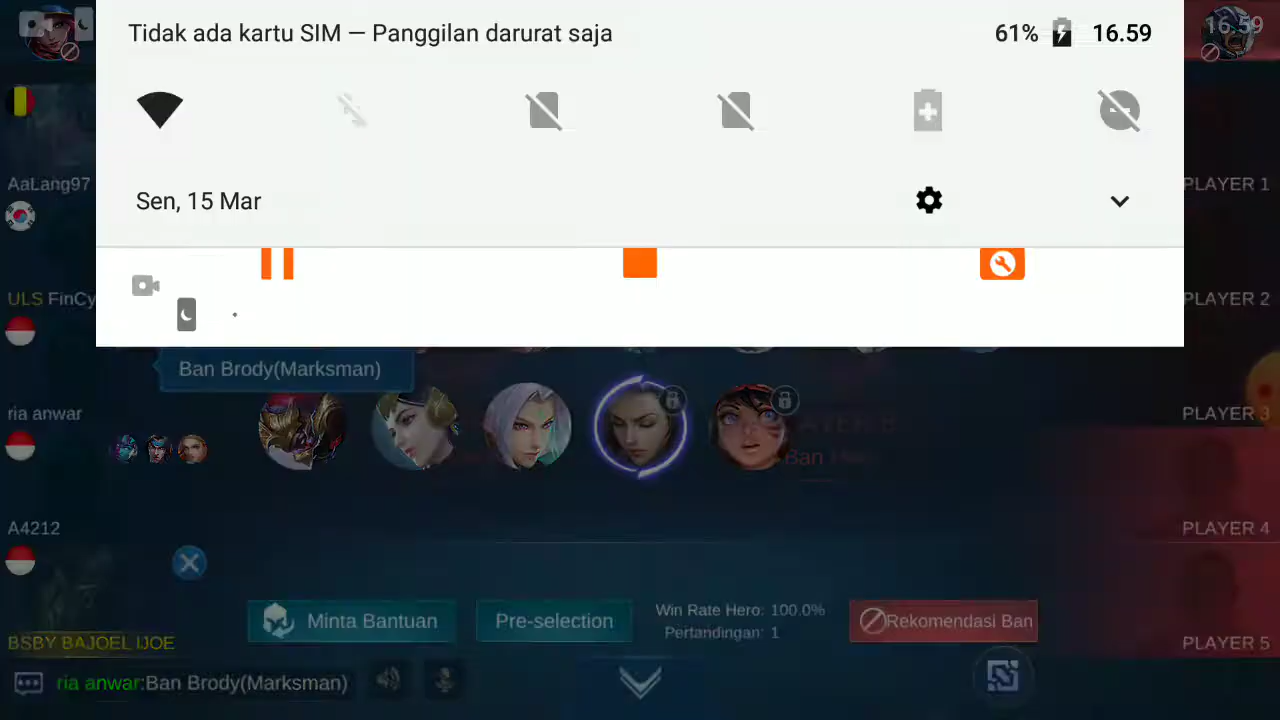 Tidak ada kartu SIM — Panggilan darurat saja
61% 16.59
16.59
Sen, 15 Mar
AaLang97
PLAYER 1
ULS FinCy
PLAYER 2
Ban Brody(Marksman)
ria anwar
PLAYER 3
Ban
A4212
PLAYER 4
Minta Bantuan
Pre-selection
Win Rate Hero: 100.0%
Pertandingan: 1
Rekomendasi Ban
BSBY BAJOEL IJOE
PLAYER 5
ria anwar:Ban Brody(Marksman)